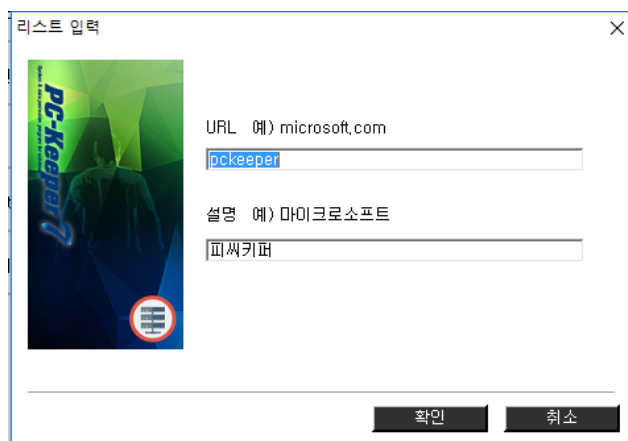 리스트 입력
PC-Keeper 7
URL 예) microsoft.com
pckeeper
설명 예) 마이크로소프트
피씨키퍼
확인
취소